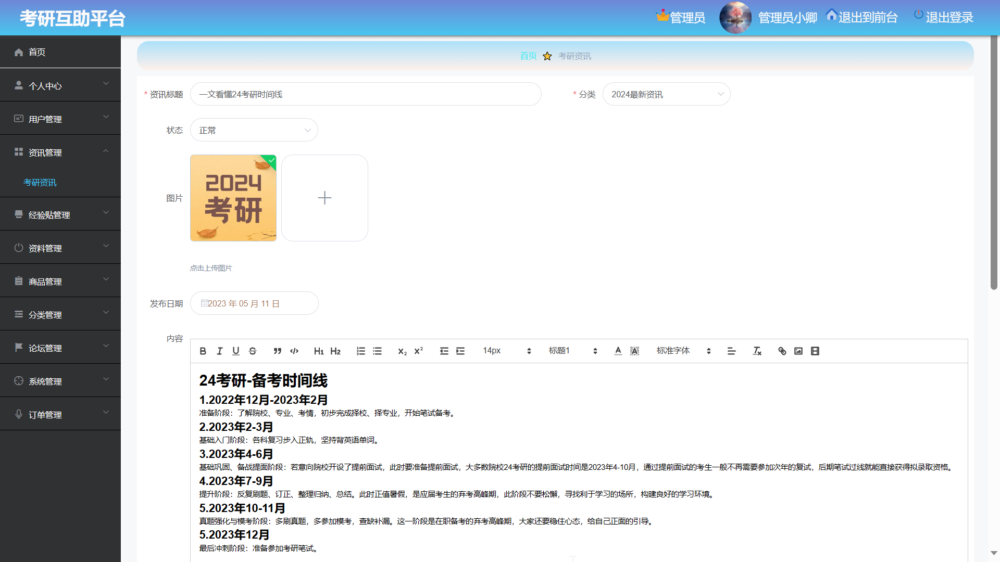 考研互助平台
管理员
管理员小卿
退出到前台
退出登录
首页
个人中心
用户管理
资讯管理
考研资讯
经验贴管理
资料管理
商品管理
分类管理
论坛管理
系统管理
订单管理
首页
考研资讯
* 资讯标题
一文看懂24考研时间线
* 分类
2024最新资讯
状态
正常
图片
2024
考研
点击上传图片
发布日期
2023 年 05 月 11 日
内容
14px
标题1
标准字体
24考研-备考时间线
1.2022年12月-2023年2月
准备阶段：了解院校、专业、考情，初步完成择校、择专业，开始笔试备考。
2.2023年2-3月
基础入门阶段：各科复习步入正轨，坚持背英语单词。
3.2023年4-6月
基础巩固、备战提面阶段：若意向院校开设了提前面试，此时要准备提前面试，大多数院校24考研的提前面试时间是2023年4-10月，通过提前面试的考生一般不再需要参加次年的复试，后期笔试过线就能直接获得拟录取资格。
4.2023年7-9月
提升阶段：反复刷题、订正、整理归纳、总结。此时正值暑假，是应届考生的弃考高峰期，此阶段不要松懈，寻找利于学习的场所，构建良好的学习环境。
5.2023年10-11月
真题强化与模考阶段：多刷真题，多参加模考，查缺补漏。这一阶段是在职备考的弃考高峰期，大家还要稳住心态，给自己正面的引导。
5.2023年12月
最后冲刺阶段：准备参加考研笔试。